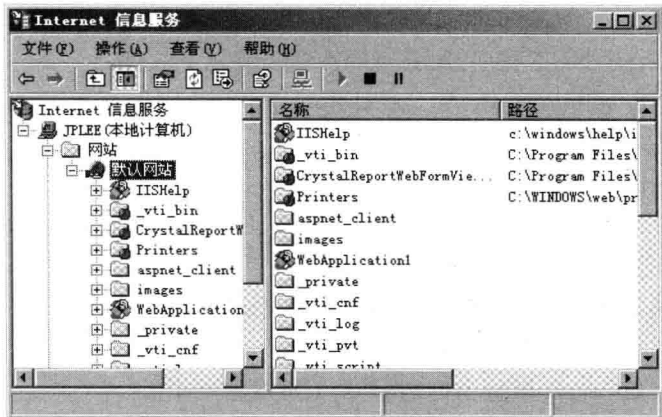 Internet 信息服务
文件(F) 操作(A) 查看(V) 帮助(H)
Internet 信息服务
JPLEE(本地计算机)
网站
默认网站
IISHelp
_vti_bin
CrystalReportW
Printers
aspnet_client
images
WebApplication
_private
_vti_cnf
名称 路径
IISHelp c:\windows\help\i
_vti_bin C:\Program Files\
CrystalReportWebFormVie... C:\Program Files\
Printers C:\WINDOWS\web\pr
aspnet_client
images
WebApplication1
_private
_vti_cnf
_vti_log
_vti_pvt
_vti_script